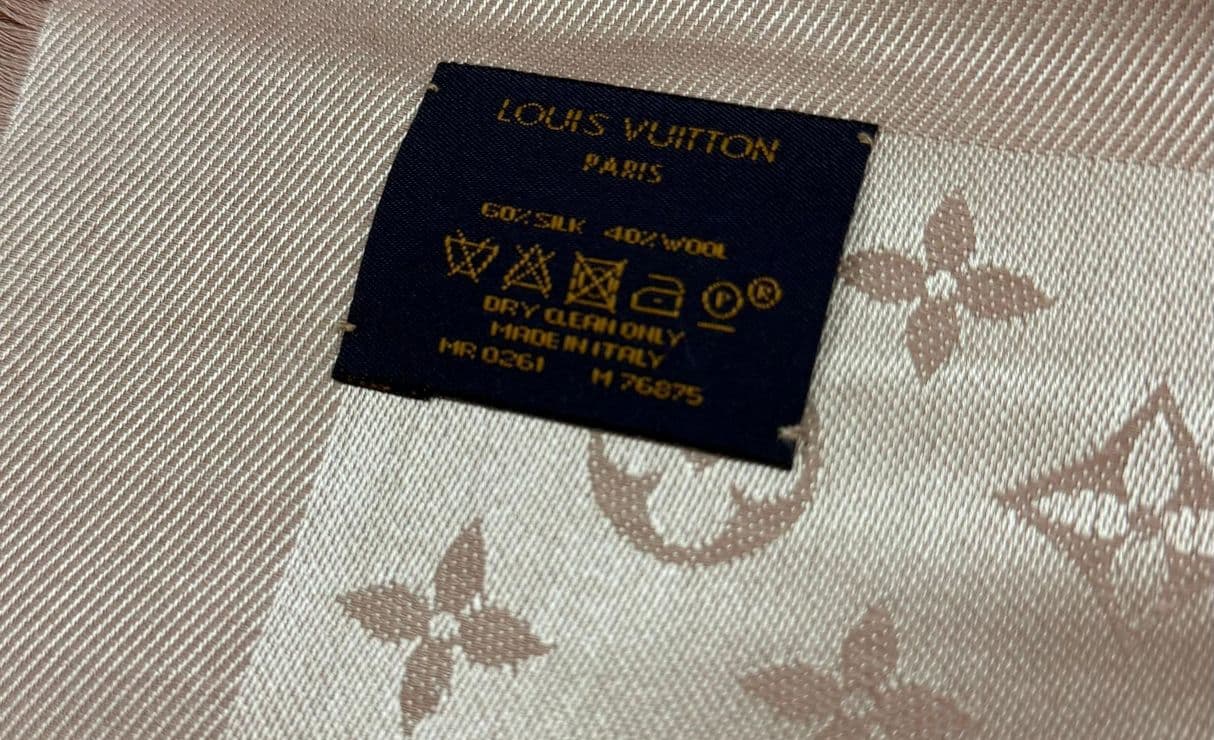 LOUIS VUITTON
PARIS
60% SILK 40% WOOL
P ®
DRY CLEAN ONLY
MADE IN ITALY
MR 0261 M 76875